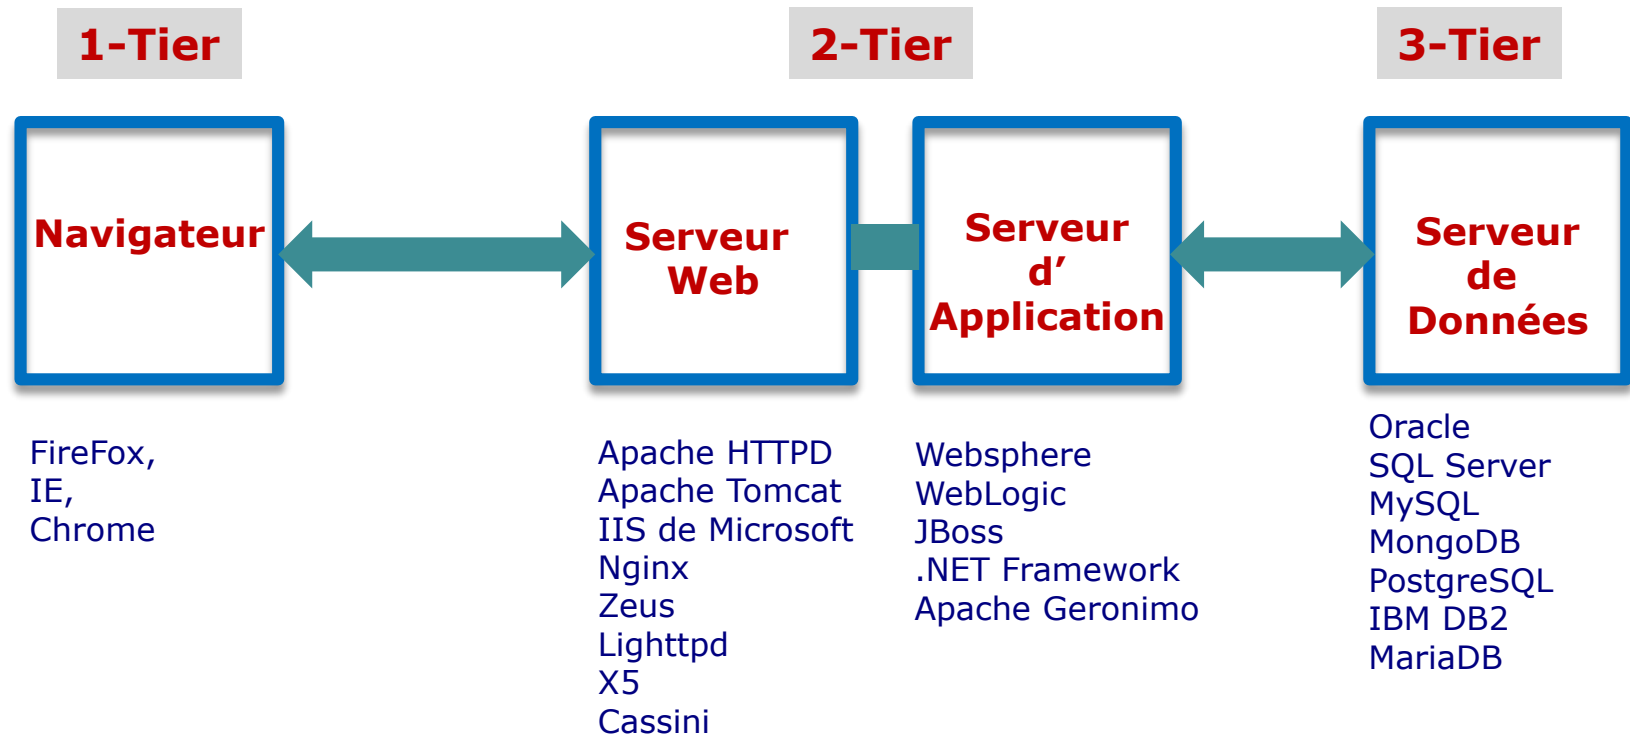 1-Tier
2-Tier
3-Tier
Navigateur
Serveur
Web
Serveur
d’
Application
Serveur
de
Données
FireFox,
IE,
Chrome
Apache HTTPD
Apache Tomcat
IIS de Microsoft
Nginx
Zeus
Lighttpd
X5
Cassini
Websphere
WebLogic
JBoss
.NET Framework
Apache Geronimo
Oracle
SQL Server
MySQL
MongoDB
PostgreSQL
IBM DB2
MariaDB